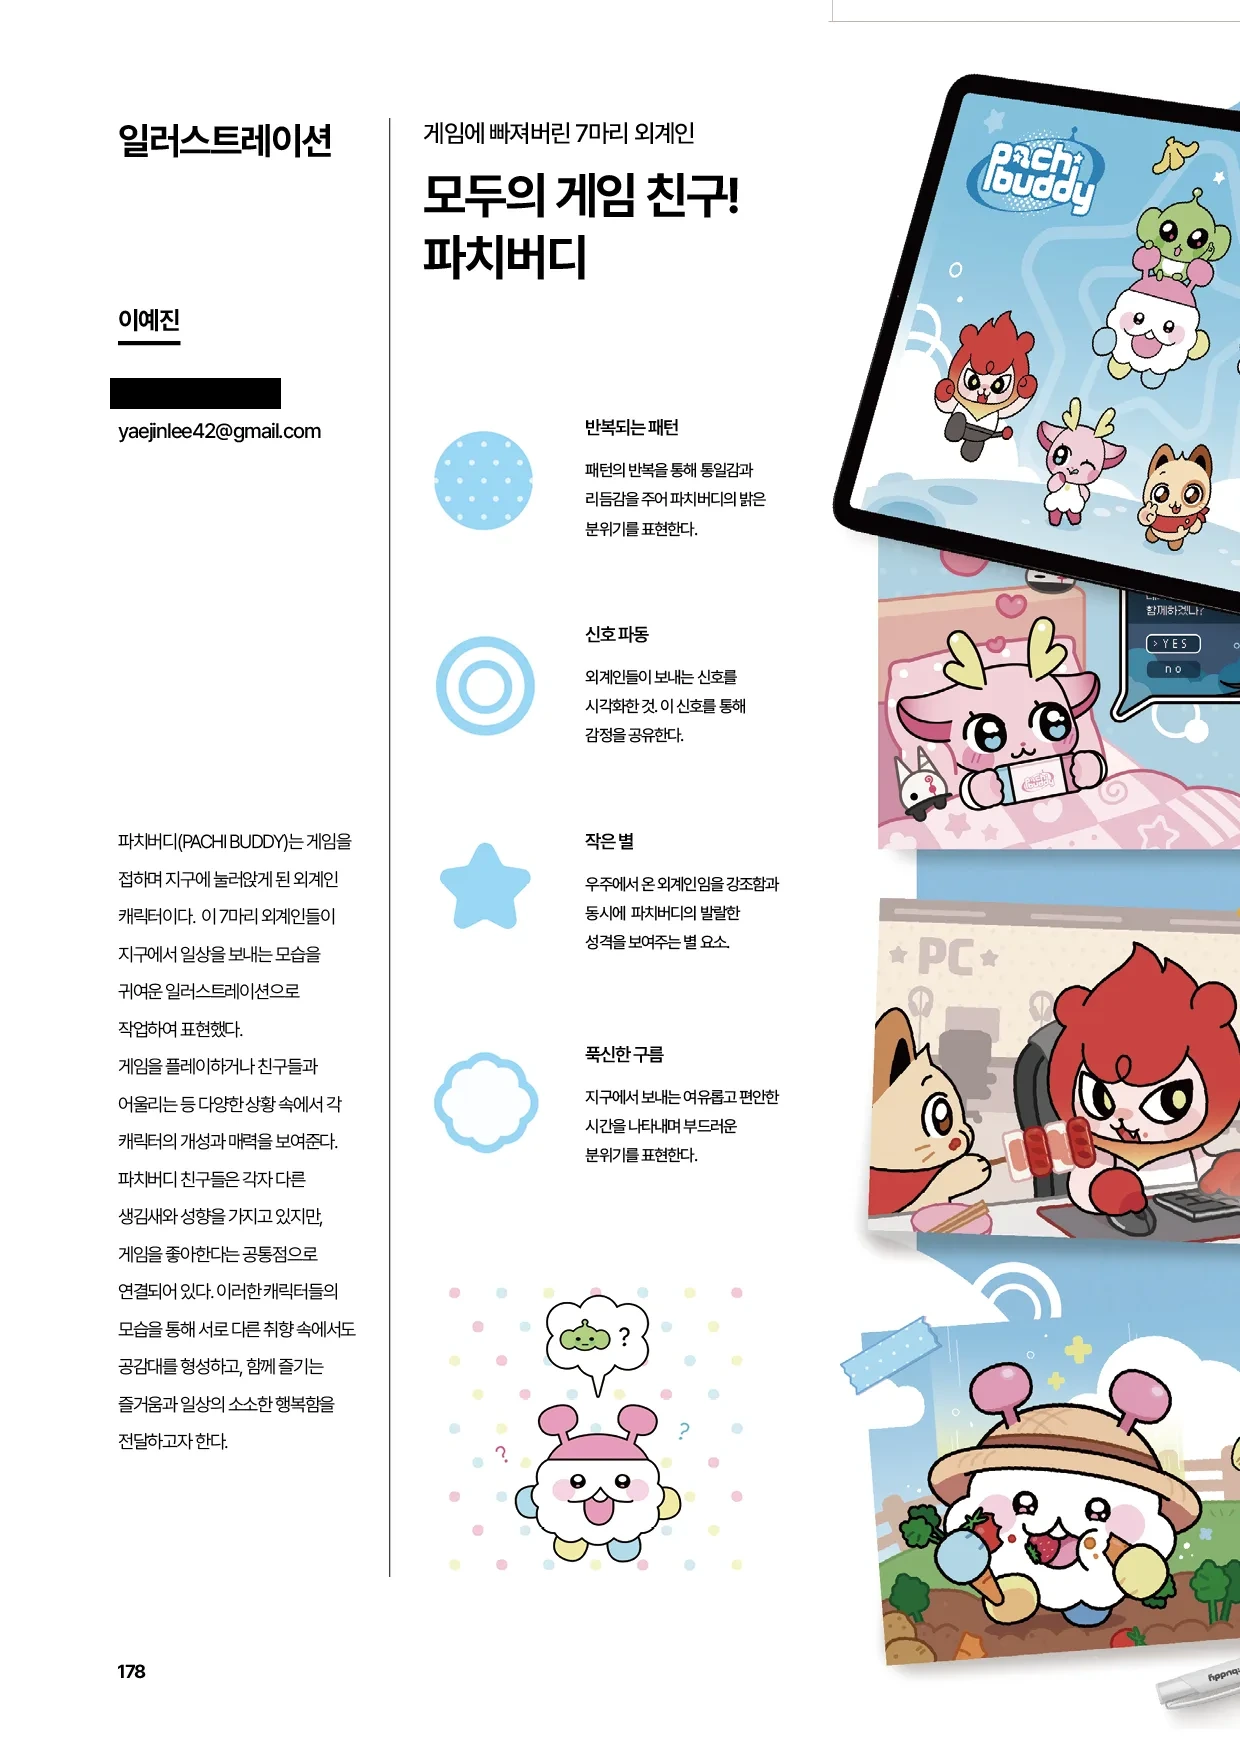 일러스트레이션
이예진
yaejinlee42@gmail.com
파치버디(PACHI BUDDY)는 게임을
접하며 지구에 눌러앉게 된 외계인
캐릭터이다. 이 7마리 외계인들이
지구에서 일상을 보내는 모습을
귀여운 일러스트레이션으로
작업하여 표현했다.
게임을 플레이하거나 친구들과
어울리는 등 다양한 상황 속에서 각
캐릭터의 개성과 매력을 보여준다.
파치버디 친구들은 각자 다른
생김새와 성향을 가지고 있지만,
게임을 좋아한다는 공통점으로
연결되어 있다. 이러한 캐릭터들의
모습을 통해 서로 다른 취향 속에서도
공감대를 형성하고, 함께 즐기는
즐거움과 일상의 소소한 행복함을
전달하고자 한다.
178
게임에 빠져버린 7마리 외계인
모두의 게임 친구!
파치버디
반복되는 패턴
패턴의 반복을 통해 통일감과
리듬감을 주어 파치버디의 밝은
분위기를 표현한다.
신호 파동
외계인들이 보내는 신호를
시각화한 것. 이 신호를 통해
감정을 공유한다.
작은 별
우주에서 온 외계인임을 강조함과
동시에 파치버디의 발랄한
성격을 보여주는 별 요소.
푹신한 구름
지구에서 보내는 여유롭고 편안한
시간을 나타내며 부드러운
분위기를 표현한다.
?
?
?
pachi
buddy
함께하겠나?
> YES
no
pachi
buddy
PC
buddy